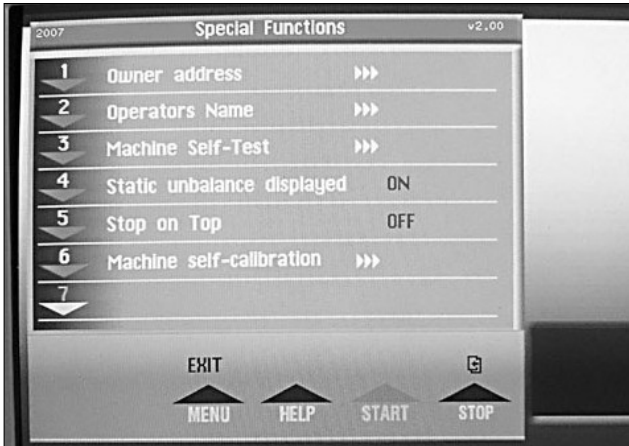 2007 Special Functions v2.00
1 Owner address
2 Operators Name
3 Machine Self-Test
4 Static unbalance displayed ON
5 Stop on Top OFF
6 Machine self-calibration
7
EXIT
MENU HELP START STOP